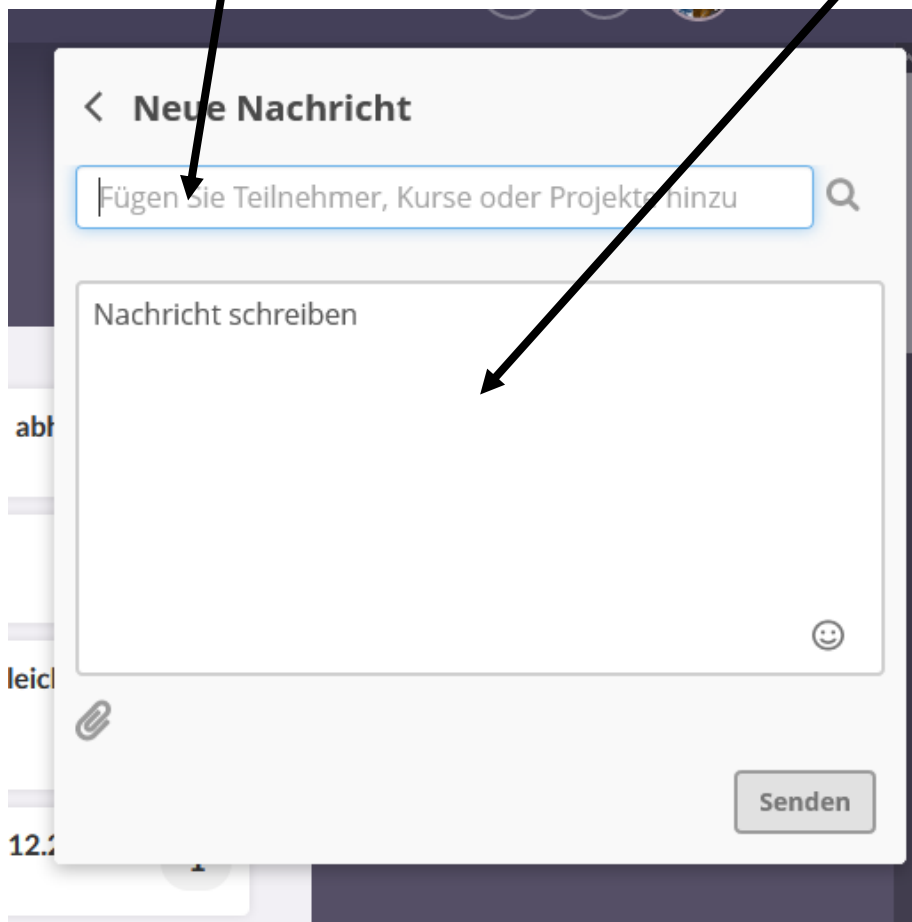 Neue Nachricht
Fügen Sie Teilnehmer, Kurse oder Projekte hinzu
Nachricht schreiben
Senden